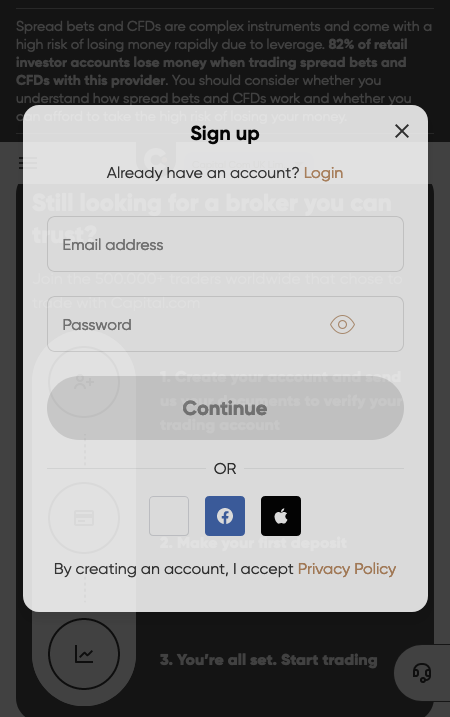 Spread bets and CFDs are complex instruments and come with a
high risk of losing money rapidly due to leverage. 82% of retail
investor accounts lose money when trading spread bets and
CFDs with this provider. You should consider whether you
understand how spread bets and CFDs work and whether you
can afford to take the high risk of losing your money.
Sign up
Already have an account? Login
Still looking for a broker you can
trust?
Join the
traders worldwide that chose to
trade with Capital.com
Email address
Password
1. Create your account and send
us your documents to verify your
trading account
Continue
OR
2. Make your first deposit
By creating an account, I accept Privacy Policy
3. You're all set. Start trading